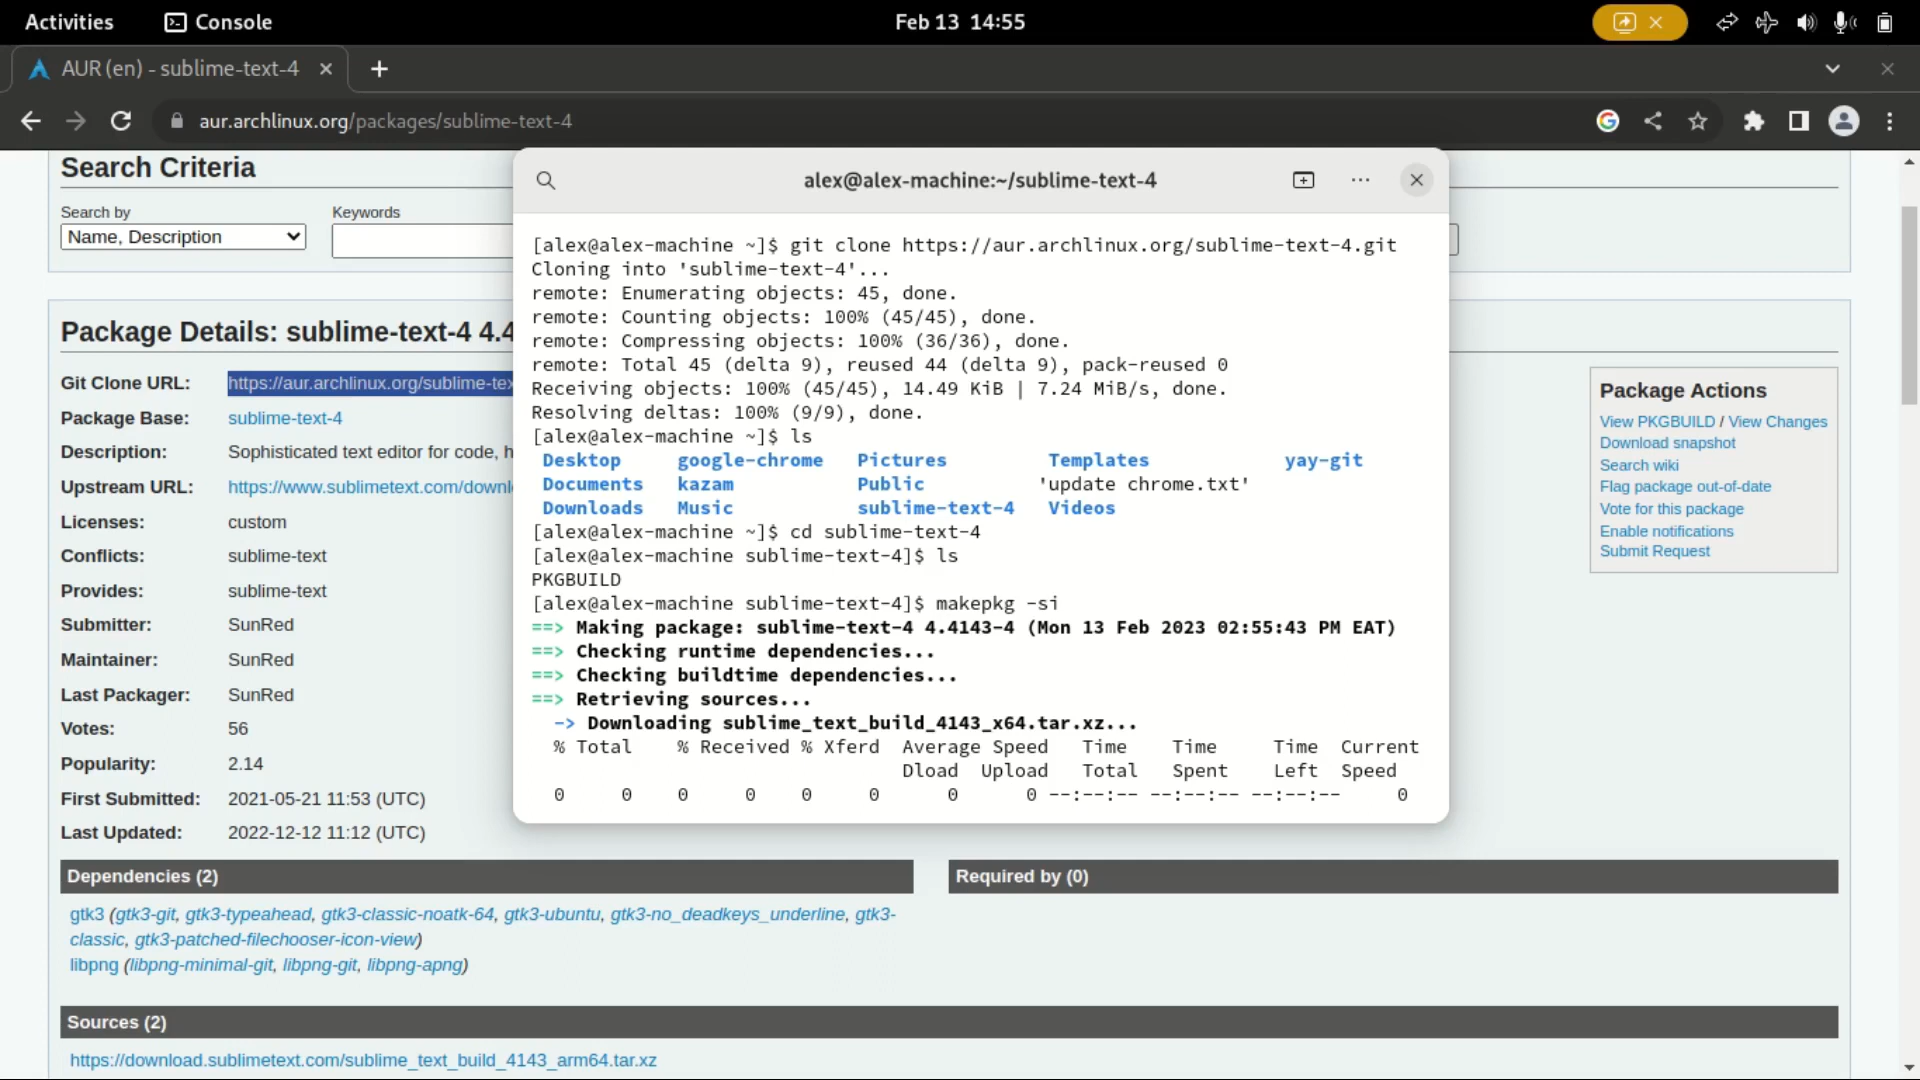 Activities
Console
Feb 13 14:55
AUR (en) - sublime-text-4
aur.archlinux.org/packages/sublime-text-4
Search Criteria
Search by
Keywords
Name, Description
Package Details: sublime-text-4 4.4
Git Clone URL: https://aur.archlinux.org/sublime-tex
Package Base: sublime-text-4
Description: Sophisticated text editor for code, h
Upstream URL: https://www.sublimetext.com/downl
Licenses: custom
Conflicts: sublime-text
Provides: sublime-text
Submitter: SunRed
Maintainer: SunRed
Last Packager: SunRed
Votes: 56
Popularity: 2.14
First Submitted: 2021-05-21 11:53 (UTC)
Last Updated: 2022-12-12 11:12 (UTC)
alex@alex-machine:~/sublime-text-4
[alex@alex-machine ~]$ git clone https://aur.archlinux.org/sublime-text-4.git
Cloning into 'sublime-text-4'...
remote: Enumerating objects: 45, done.
remote: Counting objects: 100% (45/45), done.
remote: Compressing objects: 100% (36/36), done.
remote: Total 45 (delta 9), reused 44 (delta 9), pack-reused 0
Receiving objects: 100% (45/45), 14.49 KiB | 7.24 MiB/s, done.
Resolving deltas: 100% (9/9), done.
[alex@alex-machine ~]$ ls
Desktop google-chrome Pictures Templates yay-git
Documents kazam Public 'update chrome.txt'
Downloads Music sublime-text-4 Videos
[alex@alex-machine ~]$ cd sublime-text-4
[alex@alex-machine sublime-text-4]$ ls
PKGBUILD
[alex@alex-machine sublime-text-4]$ makepkg -si
==> Making package: sublime-text-4 4.4143-4 (Mon 13 Feb 2023 02:55:43 PM EAT)
==> Checking runtime dependencies...
==> Checking buildtime dependencies...
==> Retrieving sources...
-> Downloading sublime_text_build_4143_x64.tar.xz...
% Total % Received % Xferd Average Speed Time Time Time Current
Dload Upload Total Spent Left Speed
0 0 0 0 0 0 0 0 --:--:-- --:--:-- --:--:-- 0
Package Actions
View PKGBUILD / View Changes
Download snapshot
Search wiki
Flag package out-of-date
Vote for this package
Enable notifications
Submit Request
Dependencies (2)
gtk3 (gtk3-git, gtk3-typeahead, gtk3-classic-noatk-64, gtk3-ubuntu, gtk3-no_deadkeys_underline, gtk3-
classic, gtk3-patched-filechooser-icon-view)
libpng (libpng-minimal-git, libpng-git, libpng-apng)
Required by (0)
Sources (2)
https://download.sublimetext.com/sublime_text_build_4143_arm64.tar.xz